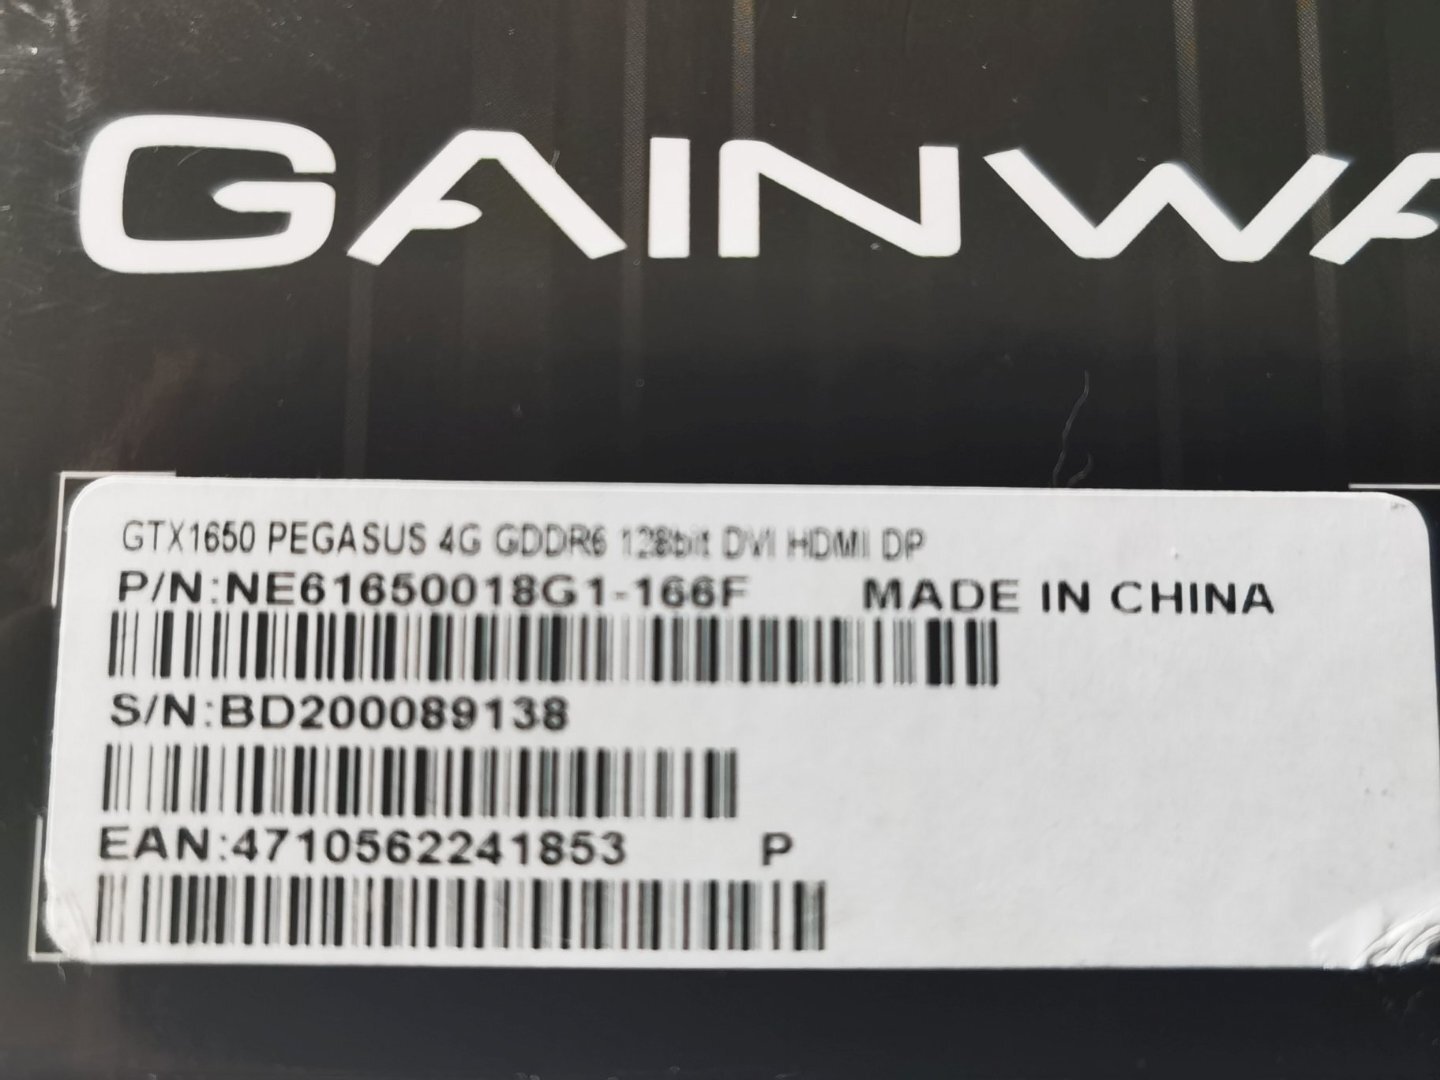 GAINWA
GTX1650 PEGASUS 4G GDDR6 128bit DVI HDMI DP
P/N:NE61650018G1-166F MADE IN CHINA
S/N:BD200089138
EAN:4710562241853 P